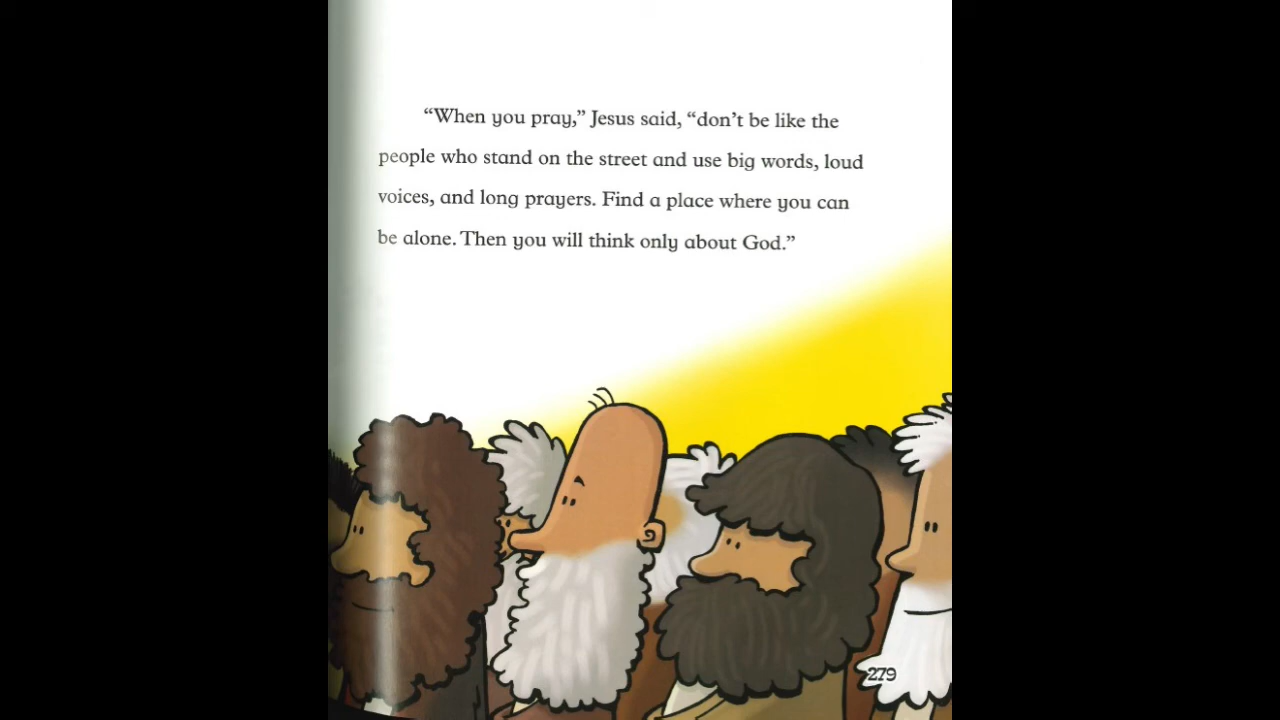 “When you pray,” Jesus said, “don’t be like the
people who stand on the street and use big words, loud
voices, and long prayers. Find a place where you can
be alone. Then you will think only about God.”
279